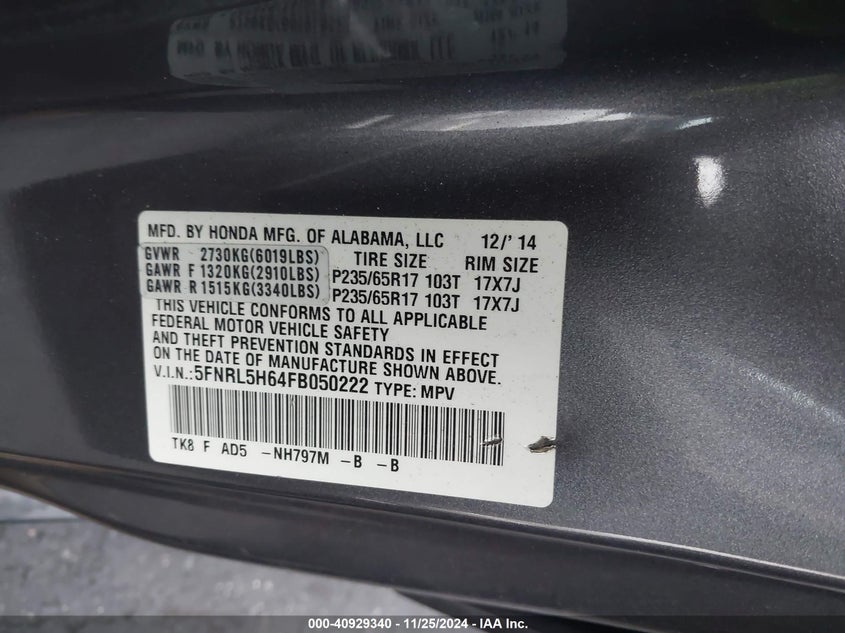 MFD. BY HONDA MFG. OF ALABAMA, LLC 12/'14
GVWR 2730KG(6019LBS) TIRE SIZE RIM SIZE
GAWR F 1320KG(2910LBS) P235/65R17 103T 17X7J
GAWR R 1515KG(3340LBS) P235/65R17 103T 17X7J
THIS VEHICLE CONFORMS TO ALL APPLICABLE
FEDERAL MOTOR VEHICLE SAFETY
AND THEFT PREVENTION STANDARDS IN EFFECT
ON THE DATE OF MANUFACTURE SHOWN ABOVE.
V.I.N.:5FNRL5H64FB050222 TYPE: MPV
TK8 F AD5 -NH797M -B -B
000-40929340 - 11/25/2024 - IAA Inc.